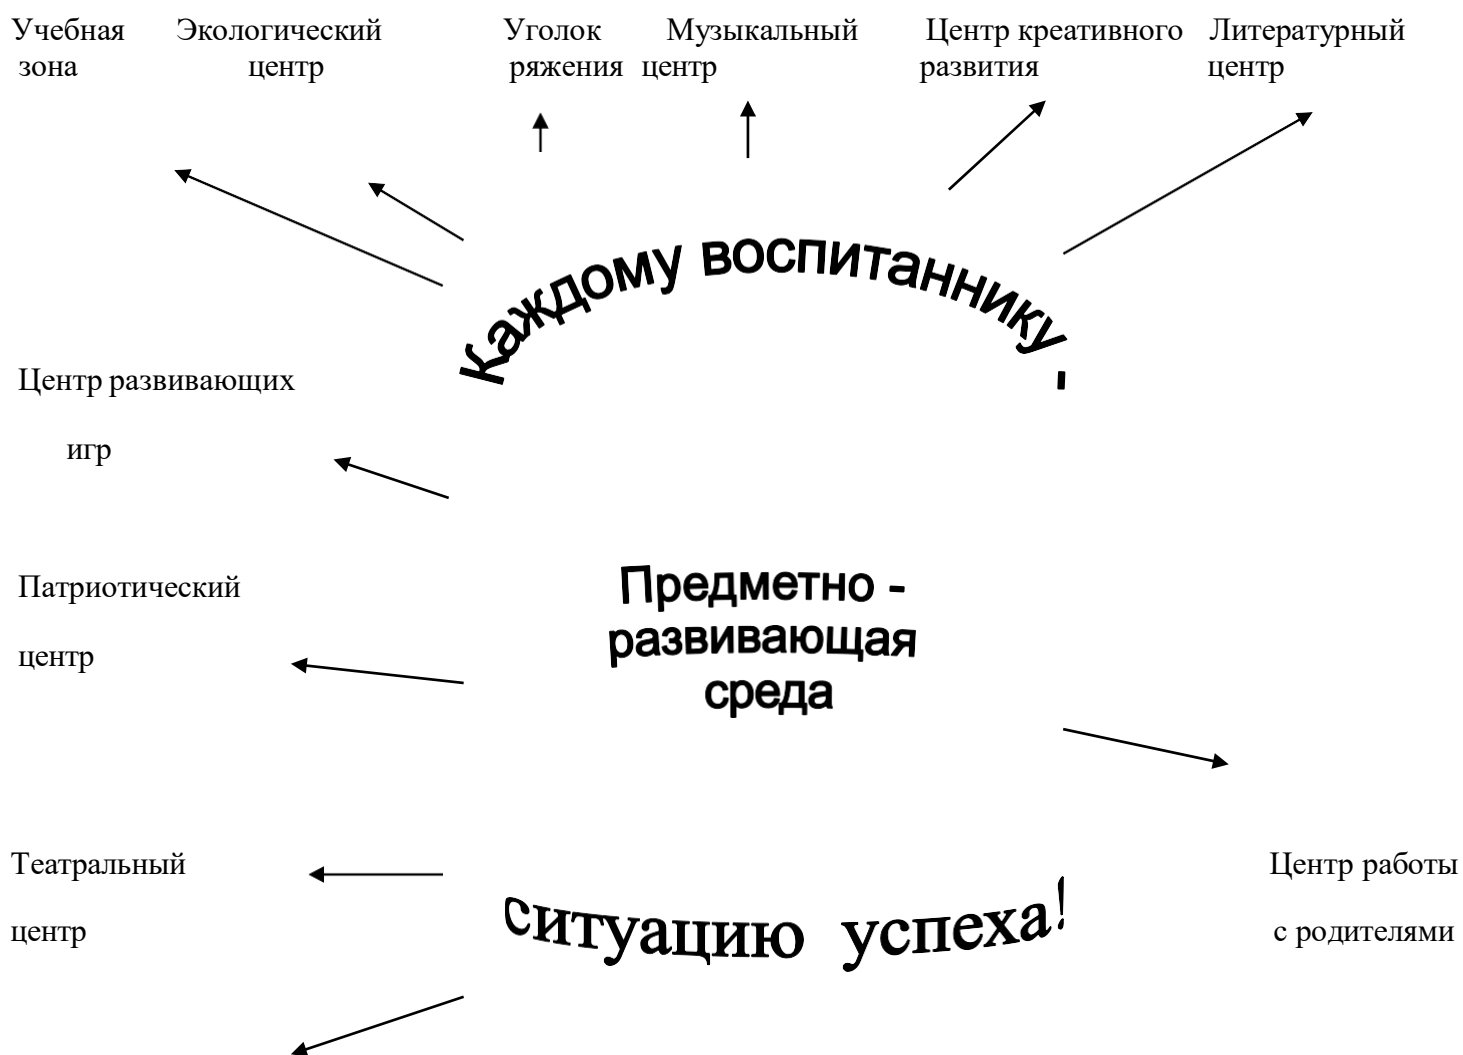 Учебная Экологический Уголок Музыкальный Центр креативного Литературный
зона центр ряжения центр развития центр
Каждому воспитаннику -
Центр развивающих
игр
Предметно -
развивающая
среда
Патриотический
центр
Театральный
центр
Центр работы
с родителями
ситуацию успеха!